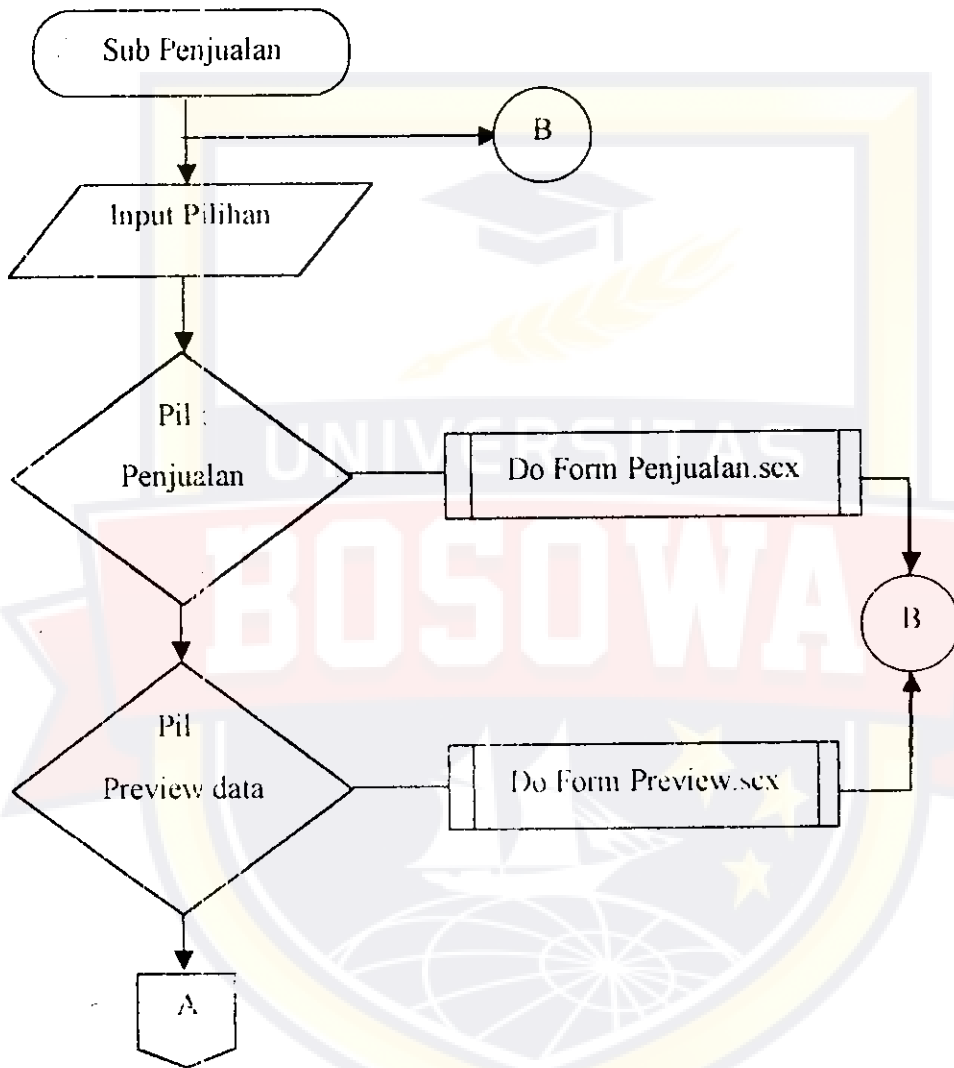 Sub Penjualan
B
Input Pilihan
Pil :
Penjualan
Do Form Penjualan.scx
B
Pil
Preview data
Do Form Preview.scx
A
UNIVERSITAS
BOSOWA